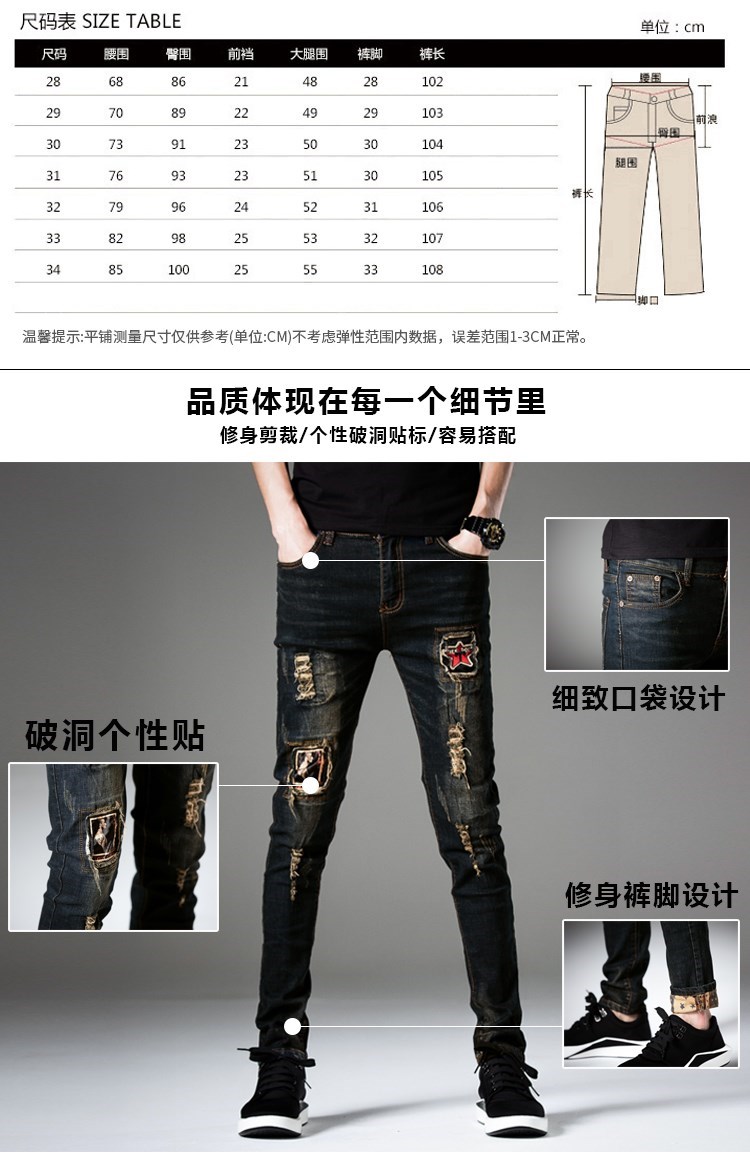 尺码表 SIZE TABLE
单位：cm
尺码 腰围 臀围 前裆 大腿围 裤脚 裤长
28 68 86 21 48 28 102
29 70 89 22 49 29 103
30 73 91 23 50 30 104
31 76 93 23 51 30 105
32 79 96 24 52 31 106
33 82 98 25 53 32 107
34 85 100 25 55 33 108
腰围
前浪
臀围
腿围
裤长
脚口
温馨提示:平铺测量尺寸仅供参考(单位:CM)不考虑弹性范围内数据，误差范围1-3CM正常。
品质体现在每一个细节里
修身剪裁/个性破洞贴标/容易搭配
细致口袋设计
破洞个性贴
修身裤脚设计